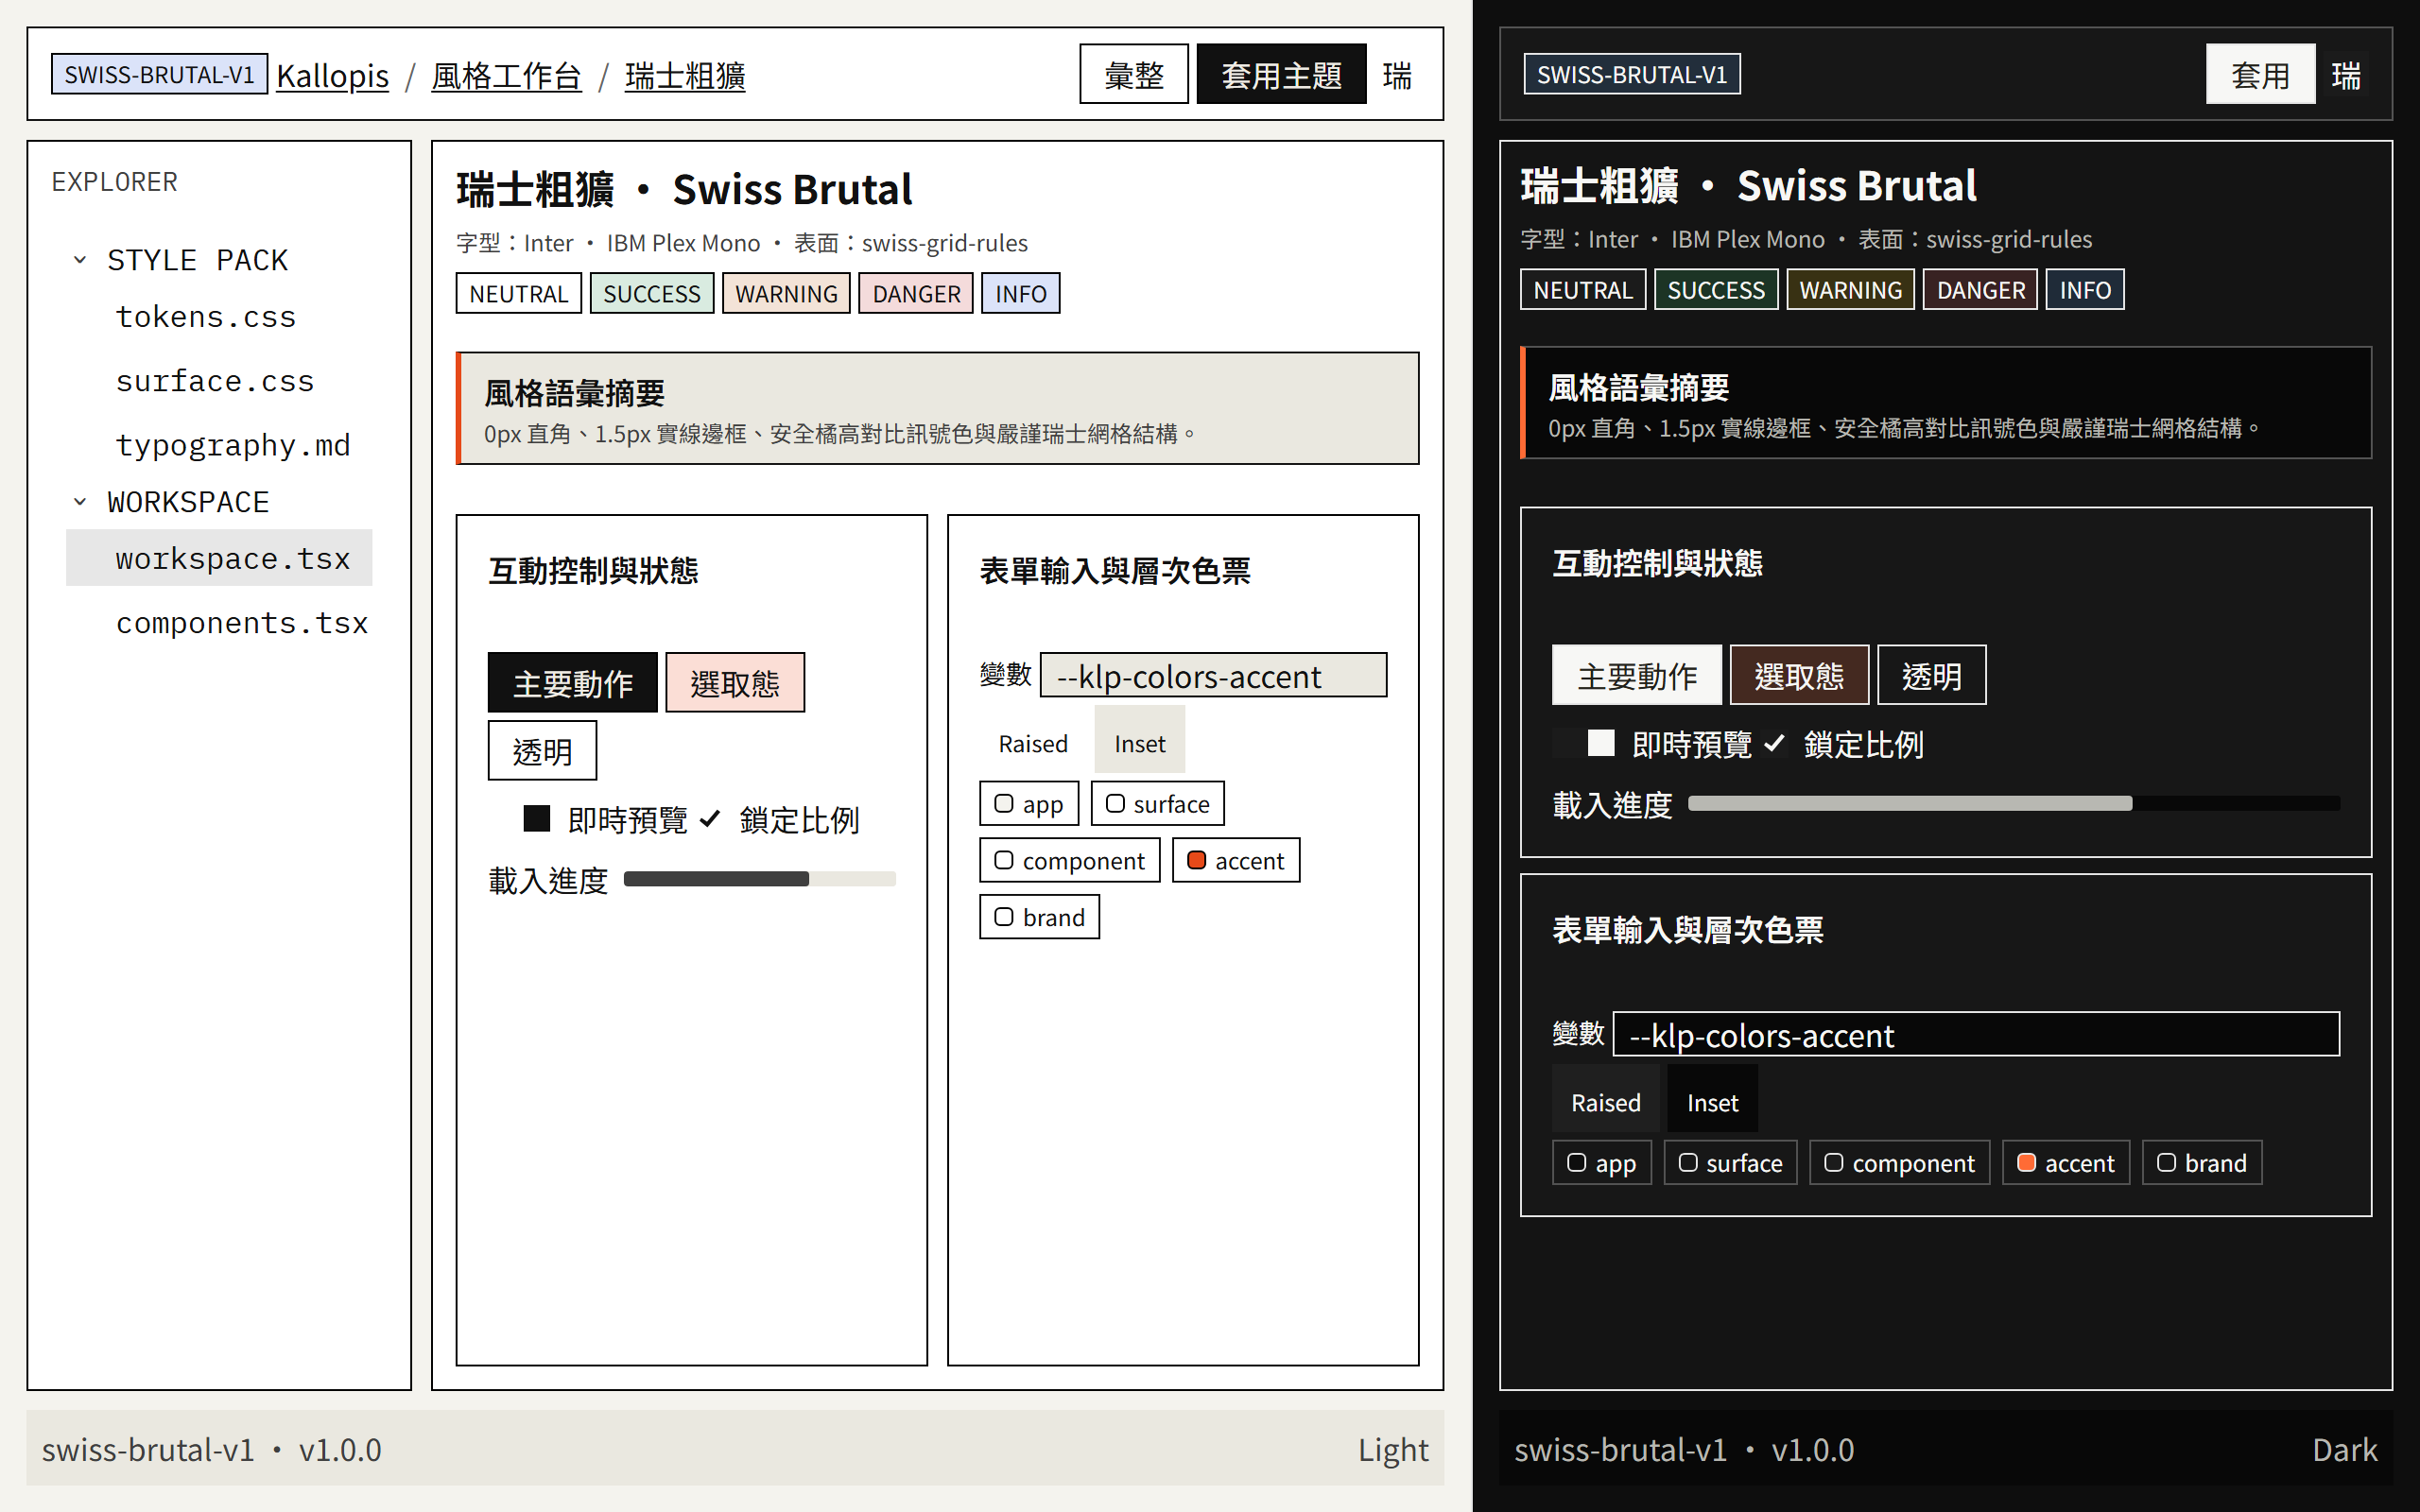 SWISS-BRUTAL-V1 Kallopis / 風格工作台 / 瑞士粗獷 彙整 套用主題 瑞
EXPLORER
STYLE PACK
tokens.css
surface.css
typography.md
WORKSPACE
workspace.tsx
components.tsx
瑞士粗獷 · Swiss Brutal
字型：Inter · IBM Plex Mono · 表面：swiss-grid-rules
NEUTRAL SUCCESS WARNING DANGER INFO
風格語彙摘要
0px 直角、1.5px 實線邊框、安全橘高對比訊號色與嚴謹瑞士網格結構。
互動控制與狀態
主要動作 選取態
透明
即時預覽 鎖定比例
載入進度
表單輸入與層次色票
變數 --klp-colors-accent
Raised Inset
app surface
component accent
brand
swiss-brutal-v1 · v1.0.0 Light
SWISS-BRUTAL-V1 套用 瑞
瑞士粗獷 · Swiss Brutal
字型：Inter · IBM Plex Mono · 表面：swiss-grid-rules
NEUTRAL SUCCESS WARNING DANGER INFO
風格語彙摘要
0px 直角、1.5px 實線邊框、安全橘高對比訊號色與嚴謹瑞士網格結構。
互動控制與狀態
主要動作 選取態 透明
即時預覽 鎖定比例
載入進度
表單輸入與層次色票
變數 --klp-colors-accent
Raised Inset
app surface component accent brand
swiss-brutal-v1 · v1.0.0 Dark